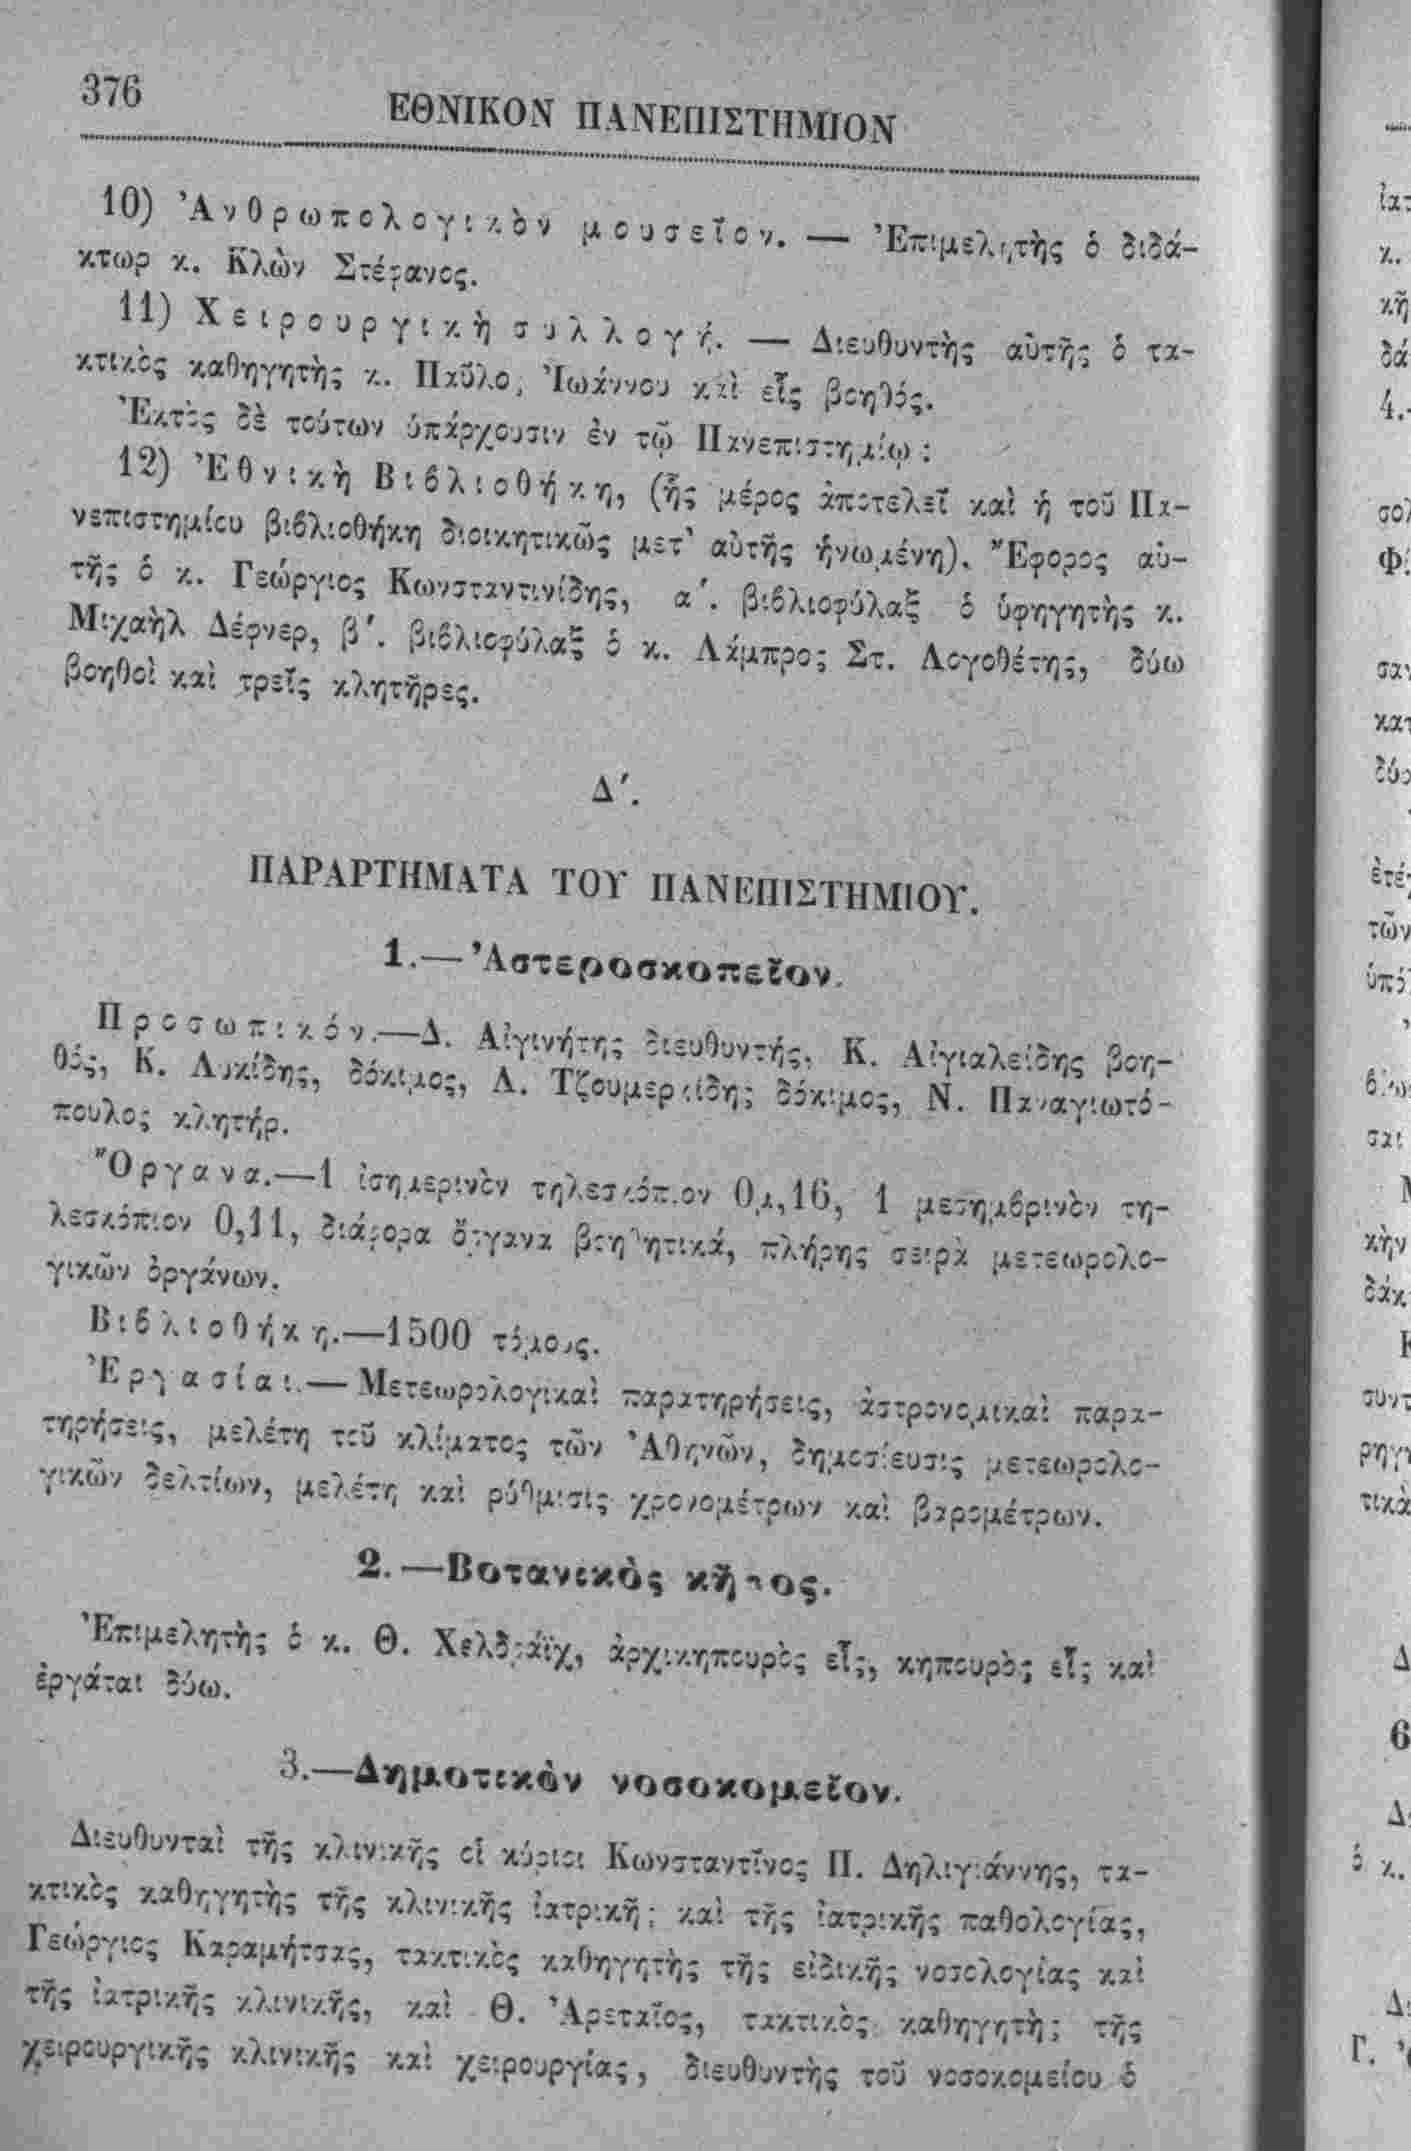 376
ΕΘΝΙΚΟΝ ΠΑΝΕΠΙΣΤΗΜΙΟΝ
10) Ἀνθρωπολογικὸν μουσεῖον. — Ἐπιμελητὴς ὁ διδά-
κτωρ κ. Κλὼν Στέφανος.
11) Χειρουργικὴ συλλογή. — Διευθυντὴς αὐτῆς ὁ τα-
κτικὸς καθηγητὴς κ. Παῦλος Ἰωάννου καὶ εἷς βοηθός.
Ἐκτὸς δὲ τούτων ὑπάρχουσιν ἐν τῷ Πανεπιστημίῳ:
12) Ἐθνικὴ Βιβλιοθήκη, (ἧς μέρος ἀποτελεῖ καὶ ἡ τοῦ Πα-
νεπιστημίου βιβλιοθήκη διοικητικῶς μετ' αὐτῆς ἡνωμένη). Ἔφορος αὐ-
τῆς ὁ κ. Γεώργιος Κωνσταντινίδης, α'. βιβλιοφύλαξ ὁ ὑφηγητὴς κ.
Μιχαὴλ Δέφνερ, β'. βιβλιοφύλαξ ὁ κ. Λάμπρος Στ. Λογοθέτης, δύω
βοηθοὶ καὶ τρεῖς κλητῆρες.
Δ'.
ΠΑΡΑΡΤΗΜΑΤΑ ΤΟΥ ΠΑΝΕΠΙΣΤΗΜΙΟΥ.
1.—Ἀστεροσκοπεῖον.
Προσωπικόν.—Δ. Αἰγινήτης διευθυντής, Κ. Αἰγιαλείδης βοη-
θός, Κ. Λυκίδης, δόκιμος, Λ. Τζουμερκίδης δόκιμος, Ν. Παναγιωτό-
πουλος κλητήρ.
Ὄργανα.—1 ἰσημερινὸν τηλεσκόπιον 0μ,16, 1 μεσημβρινὸν τη-
λεσκόπιον 0,11, διάφορα ὄργανα βοηθητικά, πλήρης σειρὰ μετεωρολο-
γικῶν ὀργάνων.
Βιβλιοθήκη.—1500 τόμους.
Ἐργασίαι.— Μετεωρολογικαὶ παρατηρήσεις, ἀστρονομικαὶ παρα-
τηρήσεις, μελέτη τοῦ κλίματος τῶν Ἀθηνῶν, δημοσίευσις μετεωρολο-
γικῶν δελτίων, μελέτη καὶ ρύθμισις χρονομέτρων καὶ βαρομέτρων.
2.—Βοτανικὸς κῆπος.
Ἐπιμελητὴς ὁ κ. Θ. Χελδράϊχ, ἀρχικηπουρὸς εἷς, κηπουρὸς εἷς καὶ
ἐργάται δύω.
3.—Δημοτικὸν νοσοκομεῖον.
Διευθυνταὶ τῆς κλινικῆς οἱ κύριοι Κωνσταντῖνος Π. Δηλιγιάννης, τα-
κτικὸς καθηγητὴς τῆς κλινικῆς ἰατρικῆς καὶ τῆς ἰατρικῆς παθολογίας,
Γεώργιος Καραμήτσας, τακτικὸς καθηγητὴς τῆς εἰδικῆς νοσολογίας καὶ
τῆς ἰατρικῆς κλινικῆς, καὶ Θ. Ἀρεταῖος, τακτικὸς καθηγητὴς τῆς
χειρουργικῆς κλινικῆς καὶ χειρουργίας, διευθυντὴς τοῦ νοσοκομείου ὁ